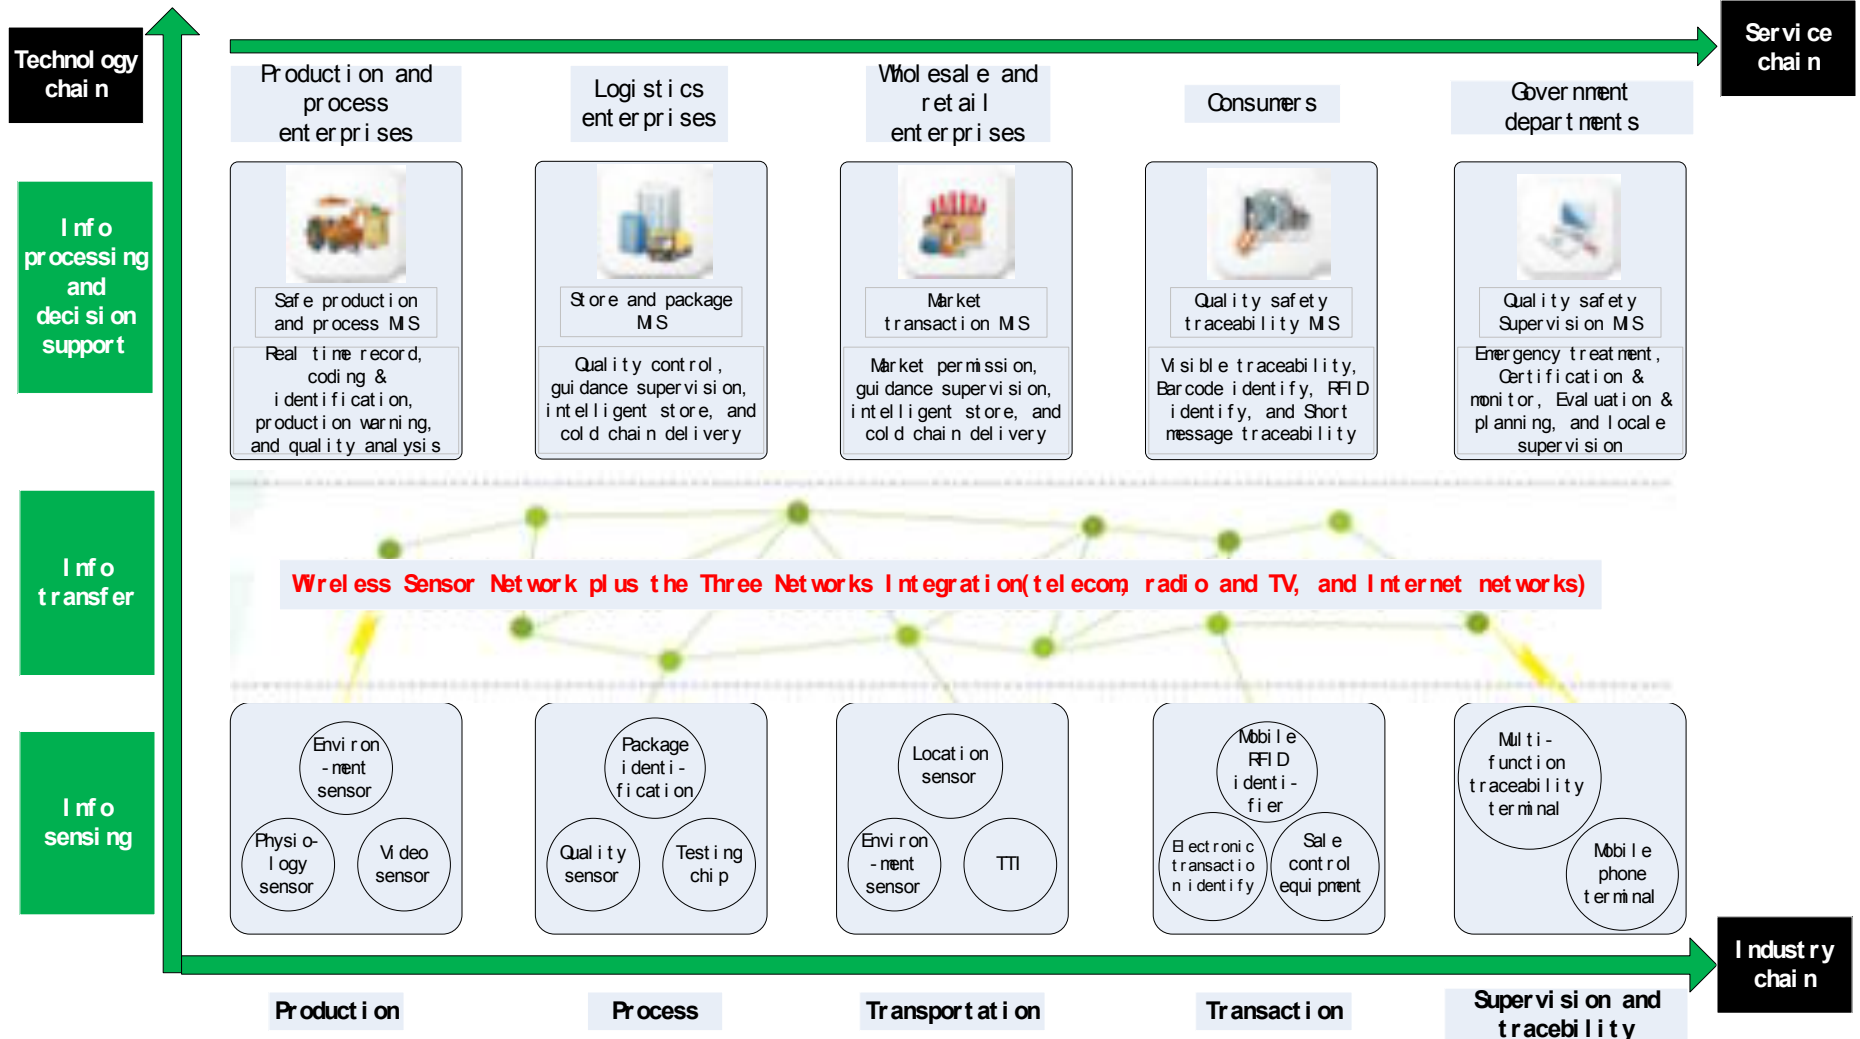 Technology
chain
Service
chain
Production and
process
enterprises
Logistics
enterprises
Wholesale and
retail
enterprises
Consumers
Government
departments
Info
processing
and
decision
support
Safe production
and process MIS
Real time record,
coding &
identification,
production warning,
and quality analysis
Store and package
MIS
Quality control,
guidance supervision,
intelligent store, and
cold chain delivery
Market
transaction MIS
Market permission,
guidance supervision,
intelligent store, and
cold chain delivery
Quality safety
traceability MIS
Visible traceability,
Barcode identify, RFID
identify, and Short
message traceability
Quality safety
Supervision MIS
Emergency treatment,
Certification &
monitor, Evaluation &
planning, and locale
supervision
Info
transfer
Wireless Sensor Network plus the Three Networks Integration(telecom, radio and TV, and Internet networks)
Info
sensing
Environ
-ment
sensor
Physio-
logy
sensor
Video
sensor
Package
identi-
fication
Quality
sensor
Testing
chip
Location
sensor
Environ
-ment
sensor
TTI
Mobile
RFID
identi-
fier
Electronic
transactio
n identify
Sale
control
equipment
Multi-
function
traceability
terminal
Mobile
phone
terminal
Industry
chain
Production
Process
Transportation
Transaction
Supervision and
tracebility